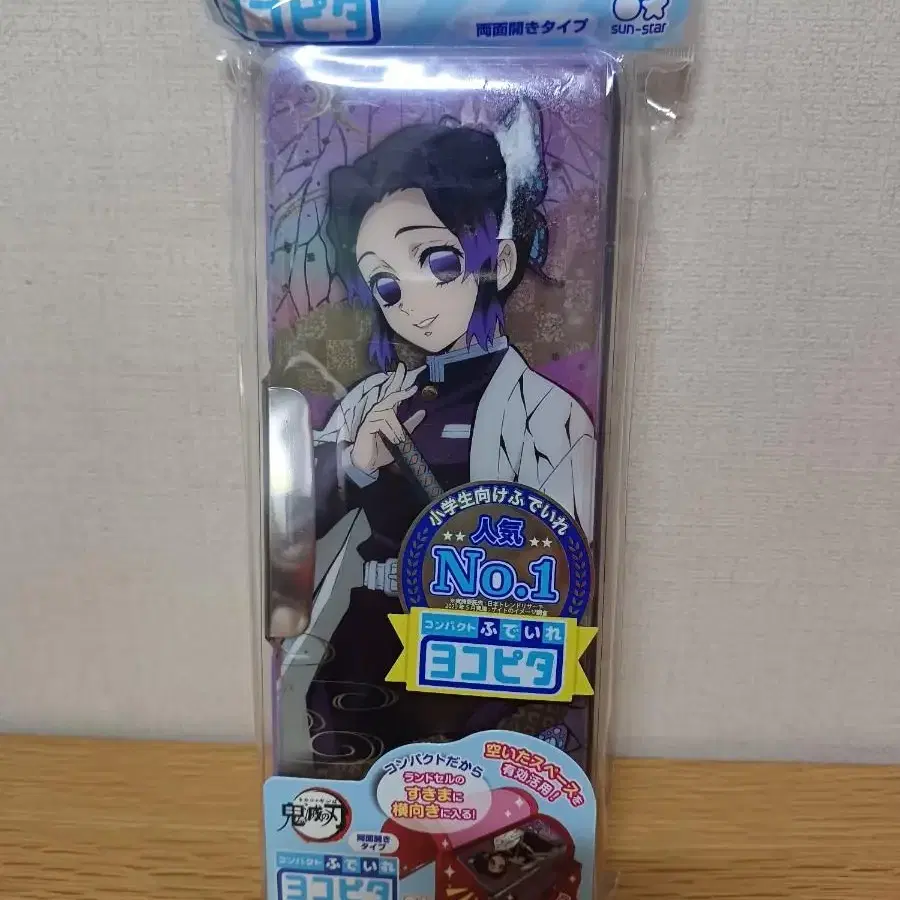 ヨコピタ
両面開きタイプ
sun-star
小学生向けふでいれ
人気
No.1
コンパクト ふでいれ
ヨコピタ
コンパクトだから
ランドセルの
すきまに
横向きに入る!
空いたスペースを
有効活用!
鬼滅の刃
両面開き
タイプ
コンパクト ふでいれ
ヨコピタ